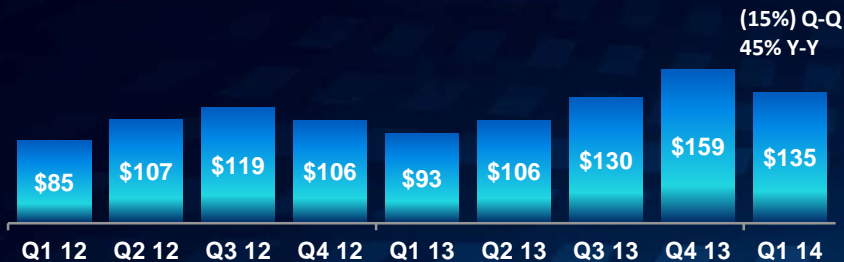 (15%) Q-Q
45% Y-Y
$85 $107 $119 $106 $93 $106 $130 $159 $135
Q1 12 Q2 12 Q3 12 Q4 12 Q1 13 Q2 13 Q3 13 Q4 13 Q1 14